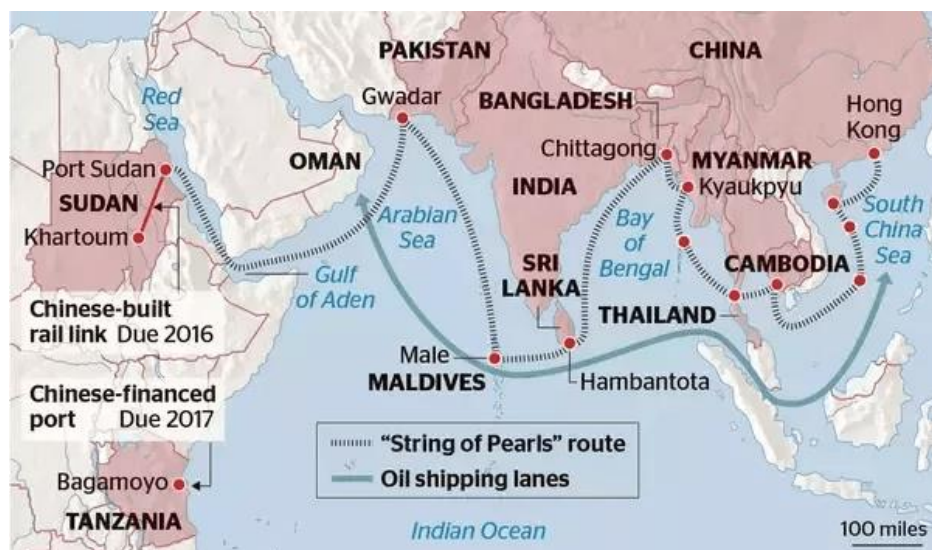 PAKISTAN
CHINA
Gwadar
BANGLADESH
Hong
Kong
Red
Sea
Chittagong
OMAN
MYANMAR
Port Sudan
INDIA
Kyaukpyu
SUDAN
Arabian
Sea
Bay
of
Bengal
South
China
Sea
Khartoum
SRI
LANKA
CAMBODIA
Gulf
of Aden
THAILAND
Chinese-built
rail link Due 2016
Male
MALDIVES
Hambantota
Chinese-financed
port Due 2017
"String of Pearls" route
Oil shipping lanes
Bagamoyo
TANZANIA
Indian Ocean
100 miles